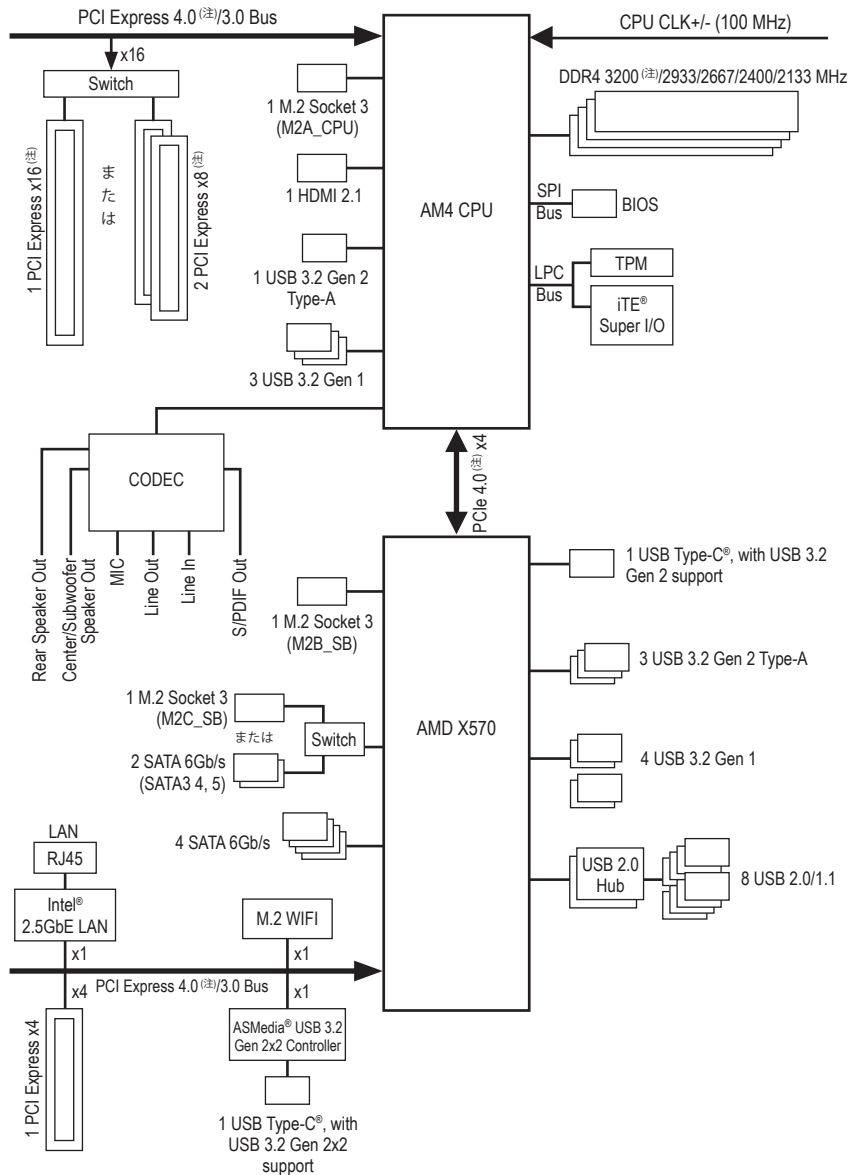 PCI Express 4.0 (注)/3.0 Bus
CPU CLK+/- (100 MHz)
x16
Switch
DDR4 3200 (注)/2933/2667/2400/2133 MHz
1 PCI Express x16 (注)
または
2 PCI Express x8 (注)
1 M.2 Socket 3
(M2A_CPU)
1 HDMI 2.1
1 USB 3.2 Gen 2
Type-A
3 USB 3.2 Gen 1
AM4 CPU
SPI
Bus
BIOS
LPC
Bus
TPM
iTE®
Super I/O
PCIe 4.0 (注) x4
CODEC
Rear Speaker Out
Center/Subwoofer
Speaker Out
MIC
Line Out
Line In
S/PDIF Out
1 M.2 Socket 3
(M2B_SB)
1 M.2 Socket 3
(M2C_SB)
または
2 SATA 6Gb/s
(SATA3 4, 5)
Switch
4 SATA 6Gb/s
AMD X570
1 USB Type-C®, with USB 3.2
Gen 2 support
3 USB 3.2 Gen 2 Type-A
4 USB 3.2 Gen 1
USB 2.0
Hub
8 USB 2.0/1.1
LAN
RJ45
Intel®
2.5GbE LAN
x1
M.2 WIFI
x1
PCI Express 4.0 (注)/3.0 Bus
x4
x1
1 PCI Express x4
ASMedia® USB 3.2
Gen 2x2 Controller
1 USB Type-C®, with
USB 3.2 Gen 2x2
support